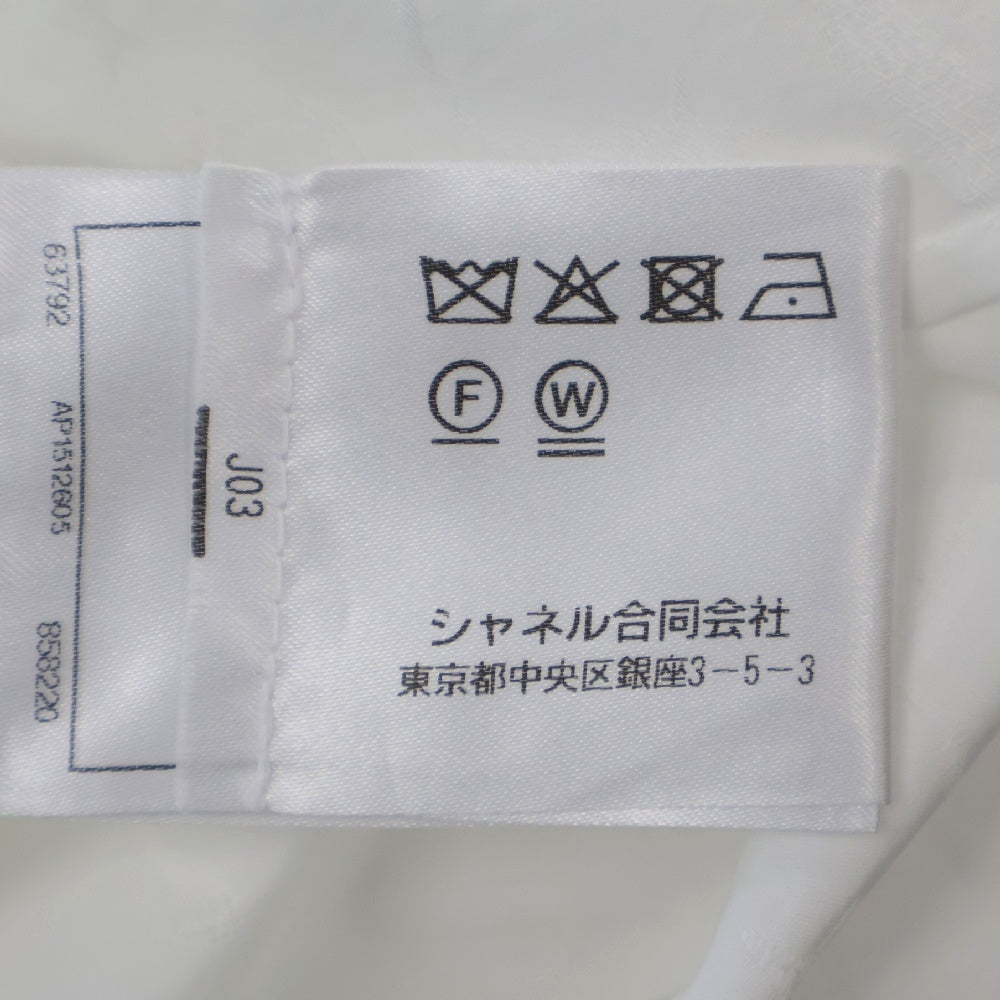 63792 AP1512605 858220
J03
F W
シャネル合同会社
東京都中央区銀座3-5-3